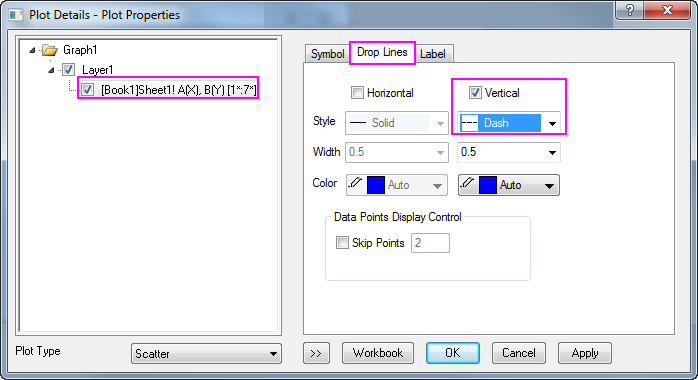 Plot Details - Plot Properties
?
Graph1
Layer1
[Book1]Sheet1! A(X), B(Y) [1*:7*]
Symbol Drop Lines Label
Horizontal Vertical
Style Solid Dash
Width 0.5 0.5
Color Auto Auto
Data Points Display Control
Skip Points 2
Plot Type Scatter >> Workbook OK Cancel Apply